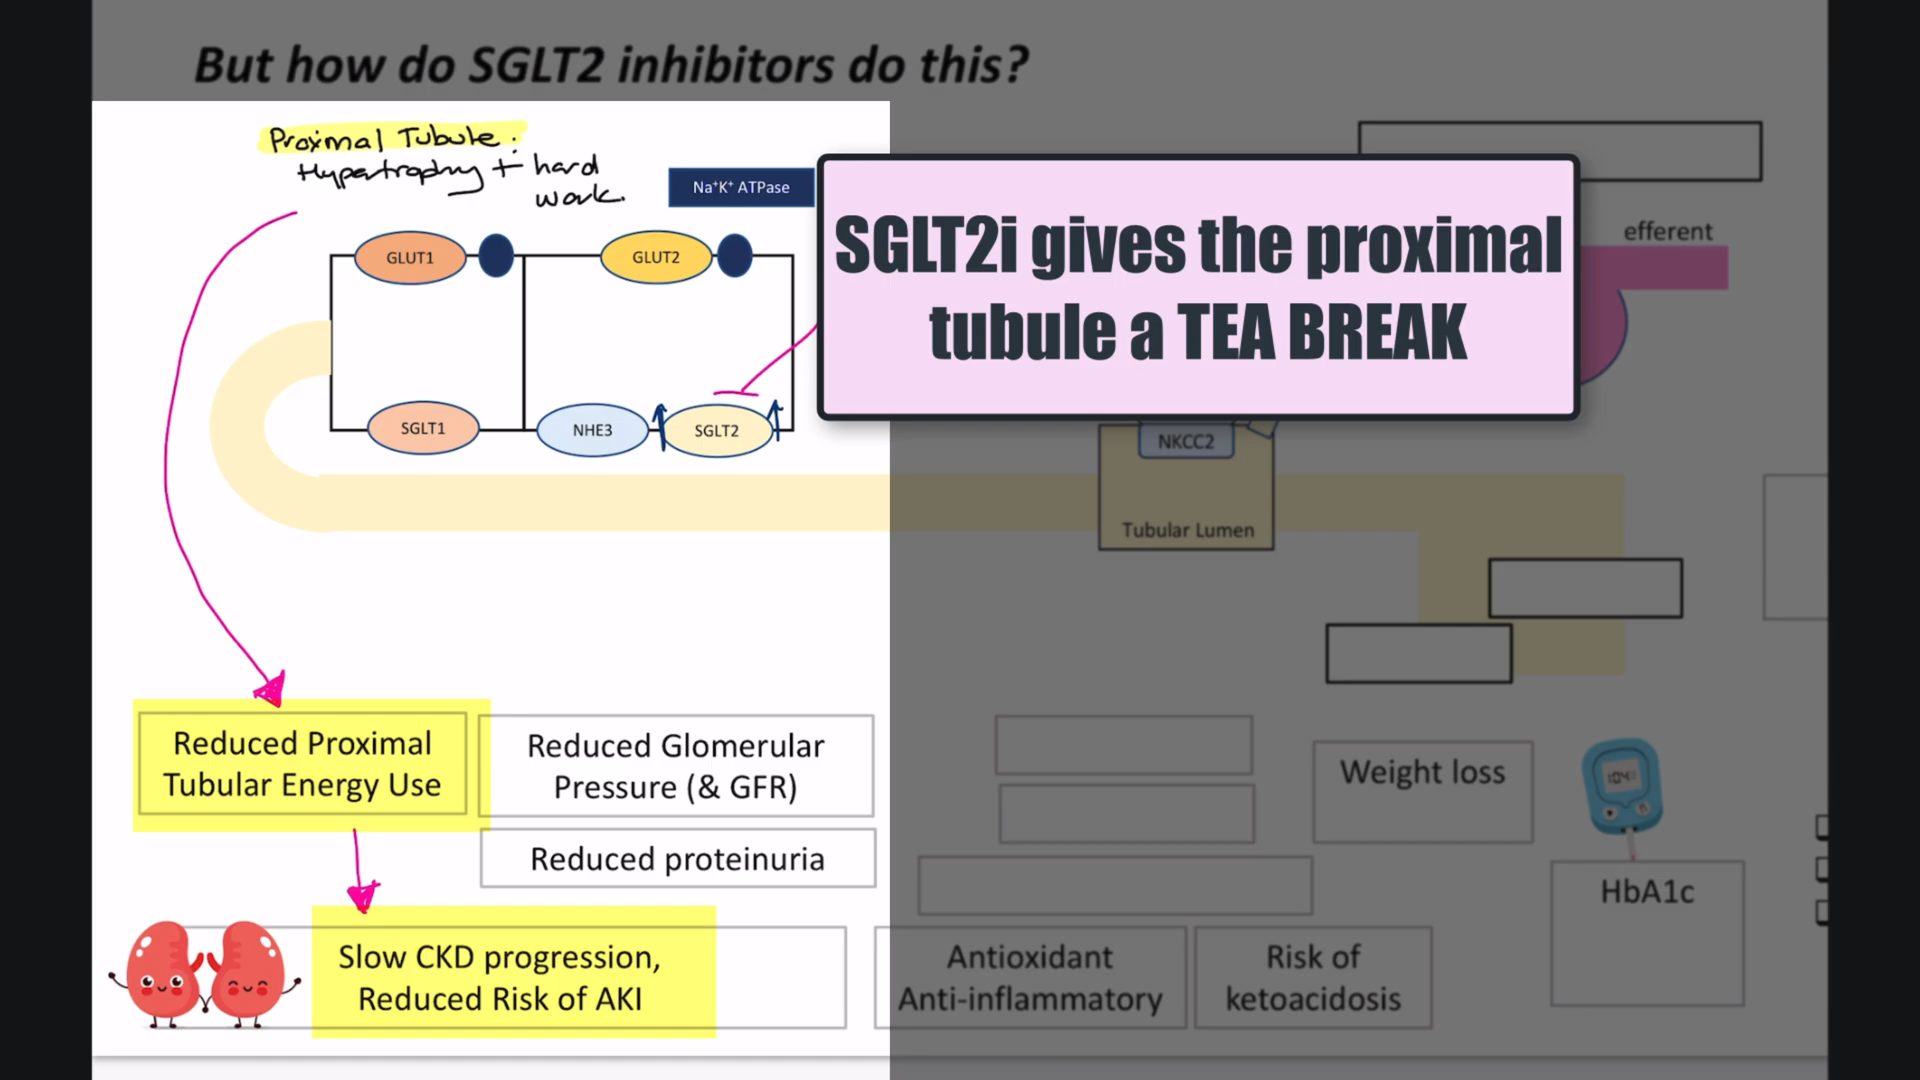 But how do SGLT2 inhibitors do this?
Proximal Tubule:
Hypertrophy + hard
work.
Na⁺K⁺ ATPase
SGLT2i gives the proximal
tubule a TEA BREAK
efferent
GLUT1
GLUT2
SGLT1
NHE3
SGLT2
NKCC2
Tubular Lumen
Reduced Proximal
Tubular Energy Use
Reduced Glomerular
Pressure (& GFR)
Reduced proteinuria
Weight loss
HbA1c
Slow CKD progression,
Reduced Risk of AKI
Antioxidant
Anti-inflammatory
Risk of
ketoacidosis